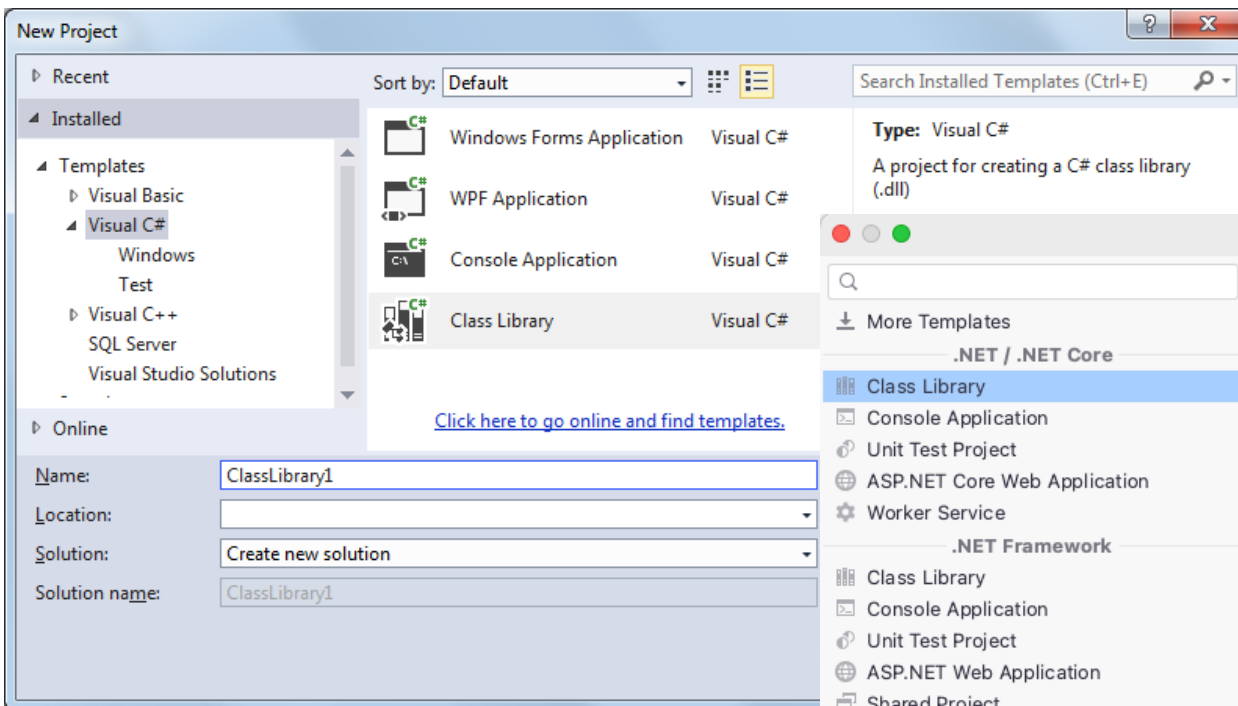 New Project
Recent
Installed
Templates
Visual Basic
Visual C#
Windows
Test
Visual C++
SQL Server
Visual Studio Solutions
Online
Sort by: Default
Windows Forms Application Visual C#
WPF Application Visual C#
Console Application Visual C#
Class Library Visual C#
Click here to go online and find templates.
Search Installed Templates (Ctrl+E)
Type: Visual C#
A project for creating a C# class library
(.dll)
Name: ClassLibrary1
Location:
Solution: Create new solution
Solution name: ClassLibrary1
More Templates
.NET / .NET Core
Class Library
Console Application
Unit Test Project
ASP.NET Core Web Application
Worker Service
.NET Framework
Class Library
Console Application
Unit Test Project
ASP.NET Web Application
Shared Project